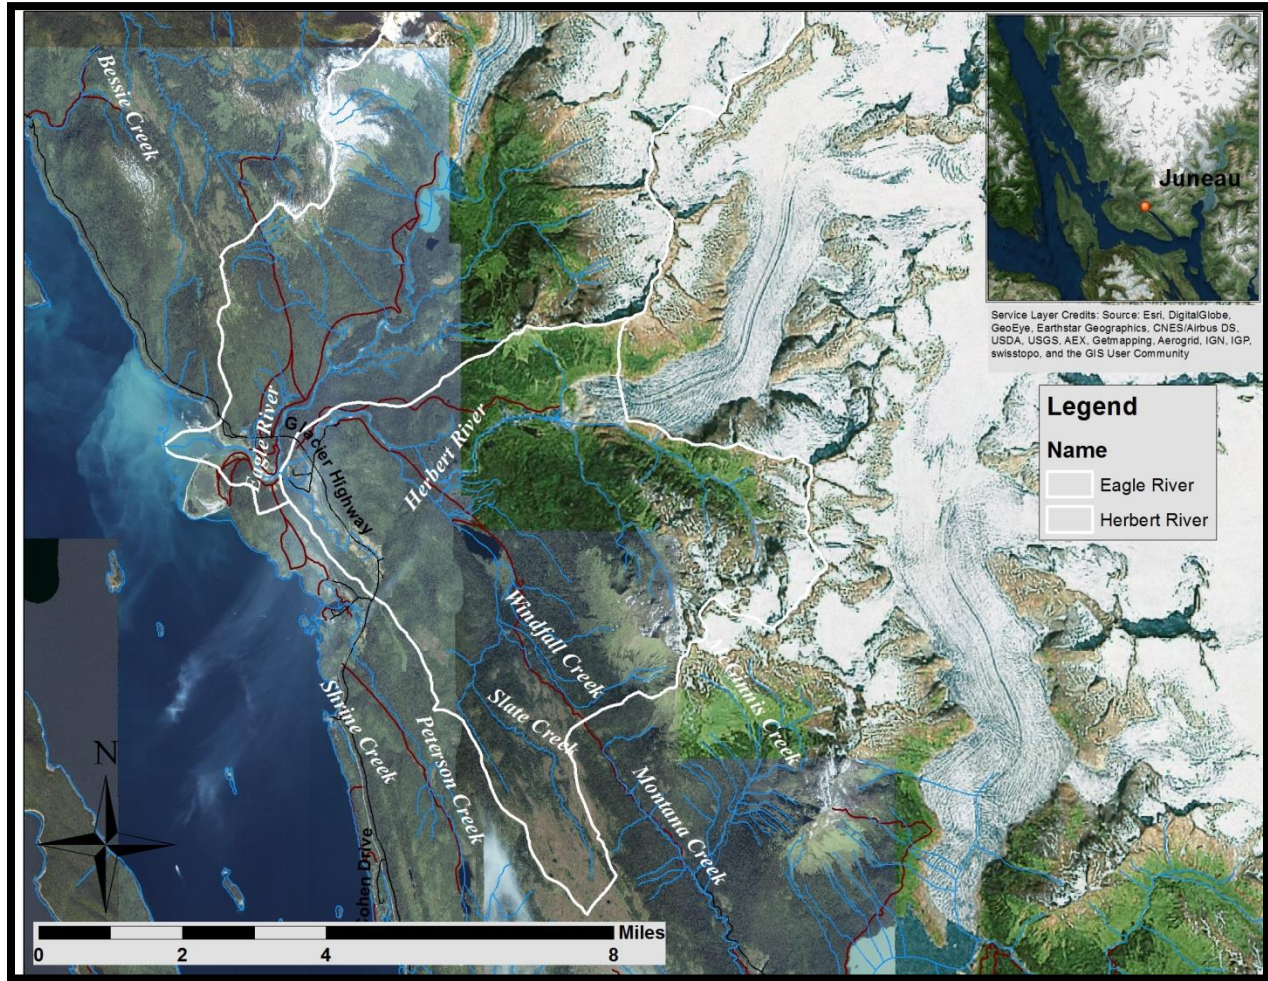 Bessie Creek
Juneau
Service Layer Credits: Source: Esri, DigitalGlobe,
GeoEye, Earthstar Geographics, CNES/Airbus DS,
USDA, USGS, AEX, Getmapping, Aerogrid, IGN, IGP,
swisstopo, and the GIS User Community
Legend
Name
Eagle River
Herbert River
Eagle River
Glacier Highway
Herbert River
Windfall Creek
Slate Creek
Shrine Creek
Peterson Creek
Montana Creek
N
Miles
0 2 4 8